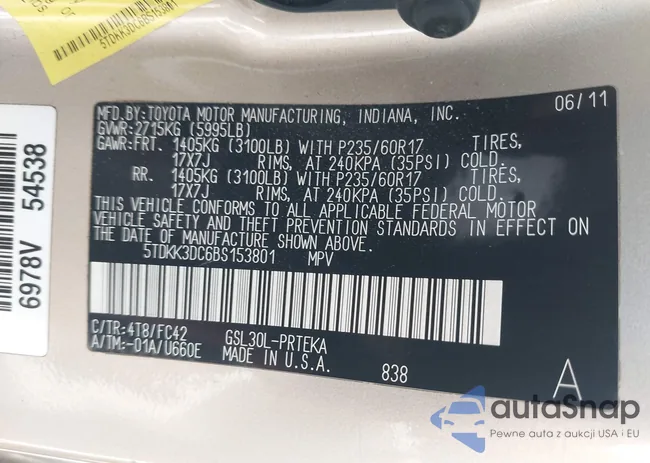 5TDKK3DC6BS153801
6978V 54538
MFD.BY:TOYOTA MOTOR MANUFACTURING, INDIANA, INC. 06/11
GVWR:2715KG (5995LB)
GAWR:FRT. 1405KG (3100LB) WITH P235/60R17 TIRES,
17X7J RIMS, AT 240KPA (35PSI) COLD.
RR. 1405KG (3100LB) WITH P235/60R17 TIRES,
17X7J RIMS, AT 240KPA (35PSI) COLD.
THIS VEHICLE CONFORMS TO ALL APPLICABLE FEDERAL MOTOR
VEHICLE SAFETY AND THEFT PREVENTION STANDARDS IN EFFECT ON
THE DATE OF MANUFACTURE SHOWN ABOVE.
5TDKK3DC6BS153801 MPV
C/TR:4T8/FC42 GSL30L-PRTEKA
A/TM:-01A/U660E MADE IN U.S.A. 838 A
autaSnap
Pewne auta z aukcji USA i EU